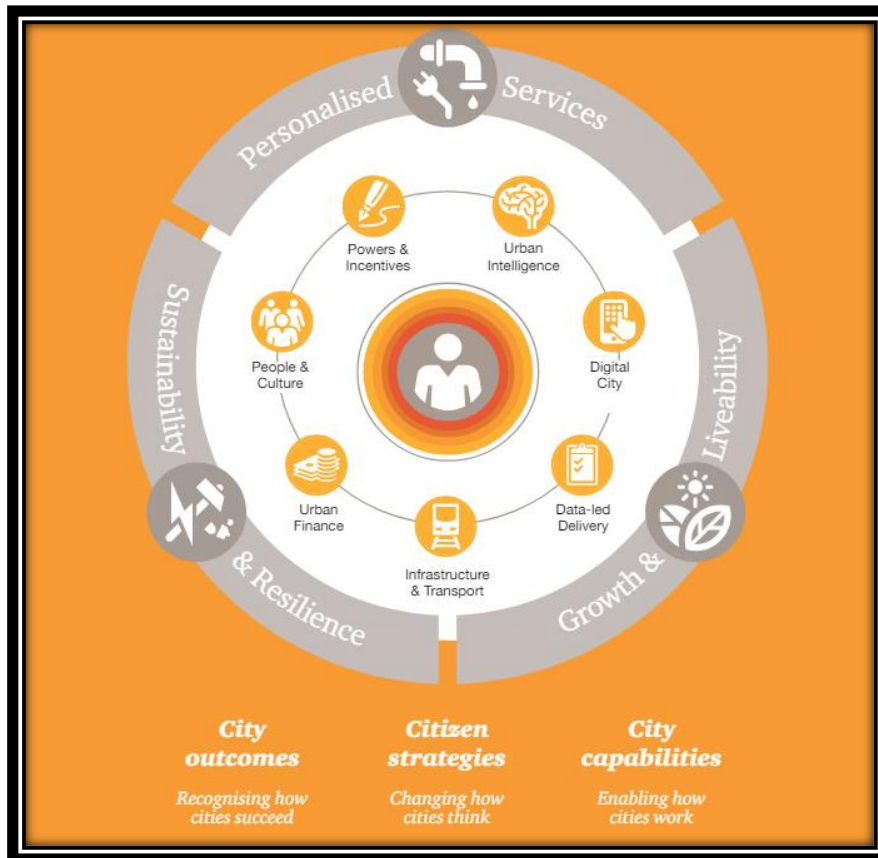 Personalised Services
Sustainability & Resilience
Growth & Liveability
Powers &
Incentives
Urban
Intelligence
People &
Culture
Digital
City
Urban
Finance
Data-led
Delivery
Infrastructure
& Transport
City
outcomes
Recognising how
cities succeed
Citizen
strategies
Changing how
cities think
City
capabilities
Enabling how
cities work